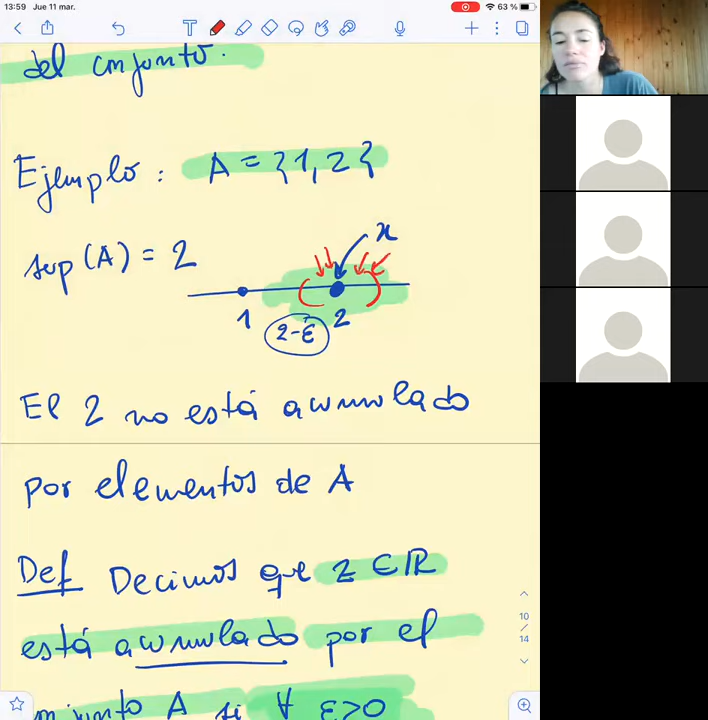 13:59 Jue 11 mar.
63 %
T
del conjunto.
Ejemplo: A = {1, 2}
sup(A) = 2
x
1
2
2-ε
El 2 no está acumulado
por elementos de A
Def Decimos que z ∈ ℝ
está acumulado por el
conjunto A si ∀ ε>0
10
/
14